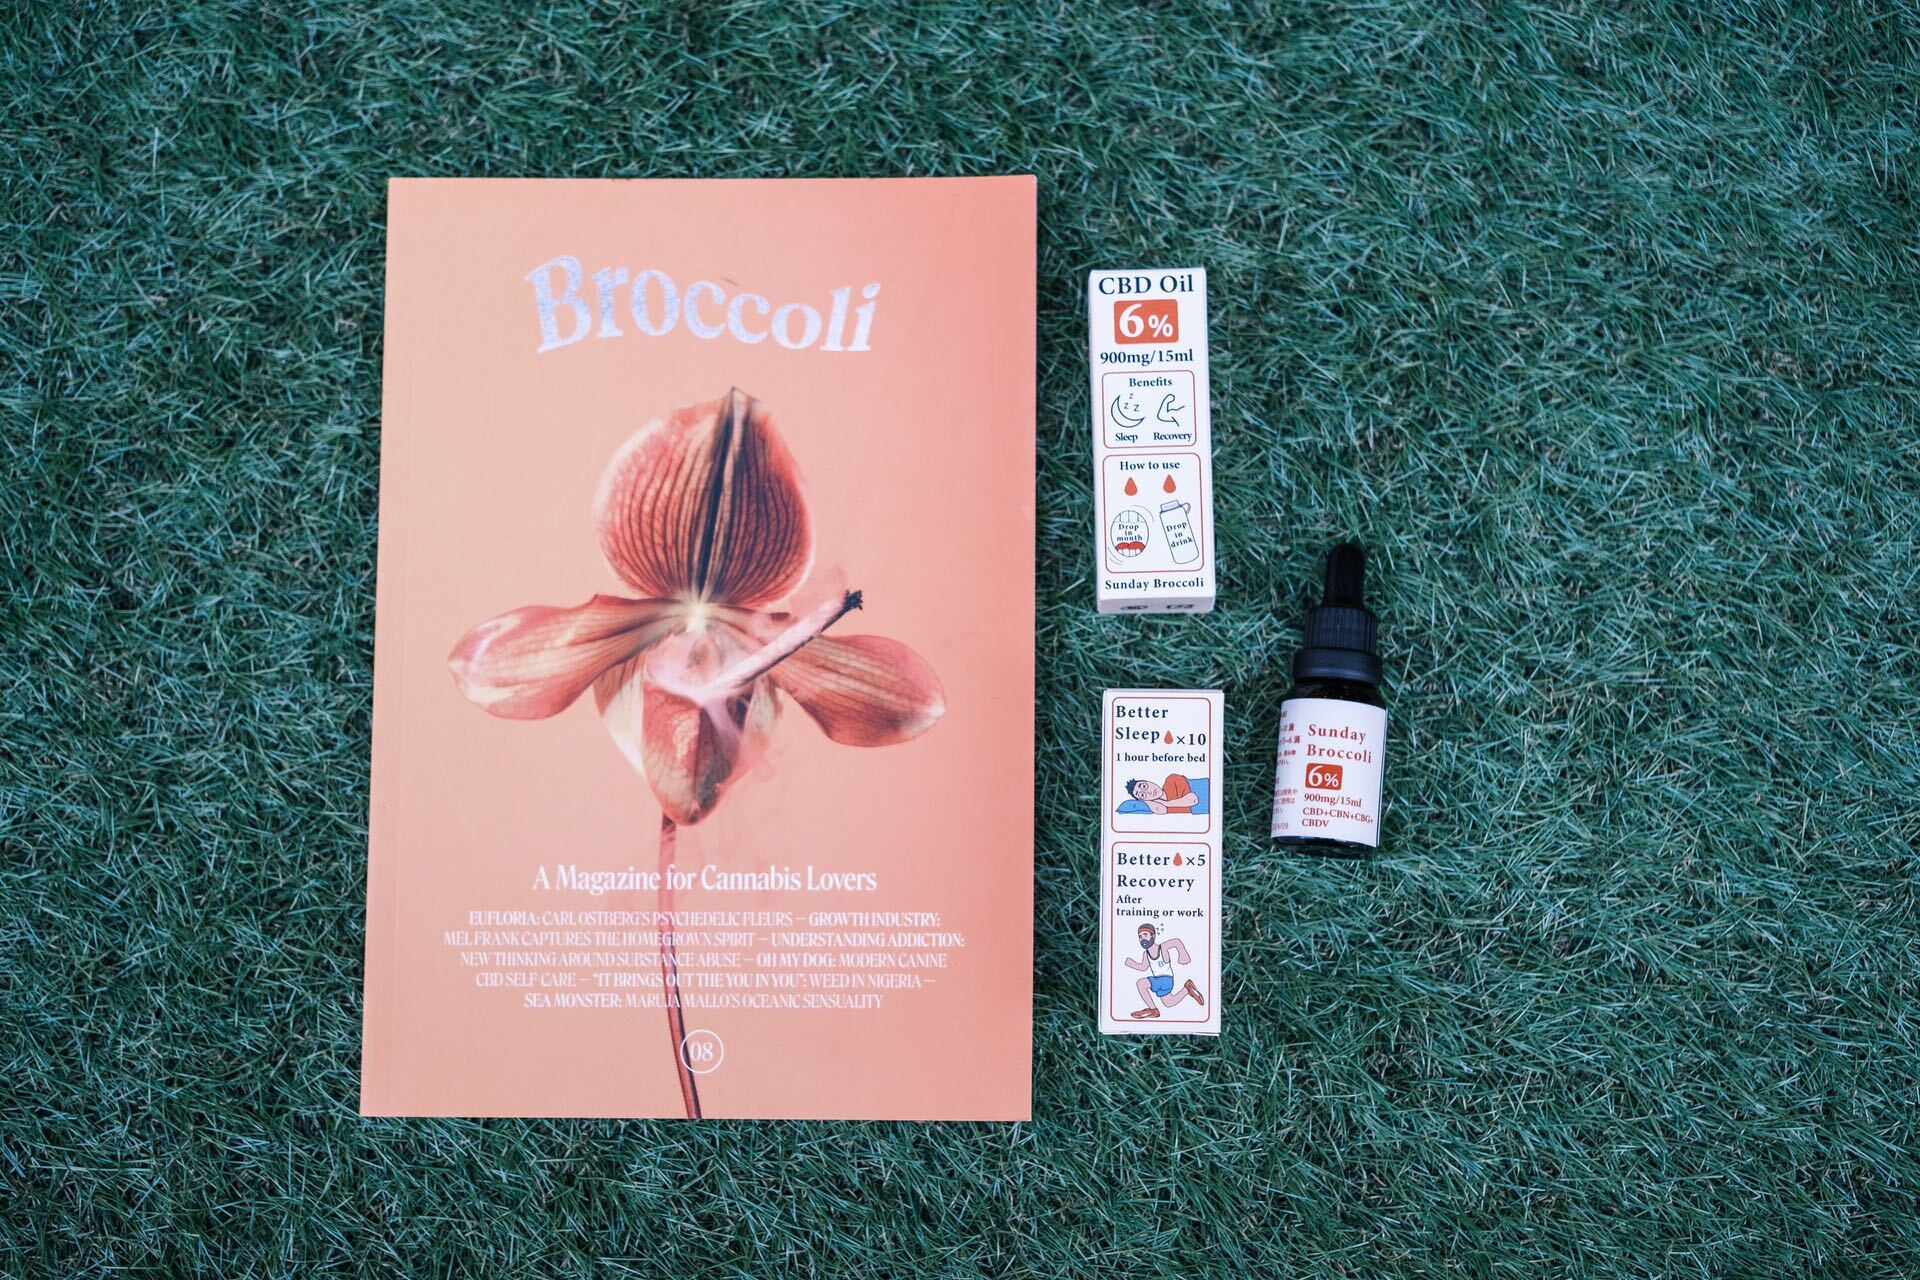 Broccoli
A Magazine for Cannabis Lovers
EUFLORIA: CARL OSTBERG'S PSYCHEDELIC FLEURS — GROWTH INDUSTRY:
MEL FRANK CAPTURES THE HOMEGROWN SPIRIT — UNDERSTANDING ADDICTION:
NEW THINKING AROUND SUBSTANCE ABUSE — OH MY DOG: MODERN CANINE
CBD SELF-CARE — "IT BRINGS OUT THE YOU IN YOU": WEED IN NIGERIA —
SEA MONSTER: MARUJA MALLO'S OCEANIC SENSUALITY
08
CBD Oil
6%
900mg/15ml
Benefits
z z z
Sleep Recovery
How to use
Drop
in
mouth
Drop
in
drink
Sunday Broccoli
Better
Sleep ×10
1 hour before bed
Better ×5
Recovery
After
training or work
B
Sunday
Broccoli
6%
900mg/15ml
CBD+CBN+CBG+
CBDV